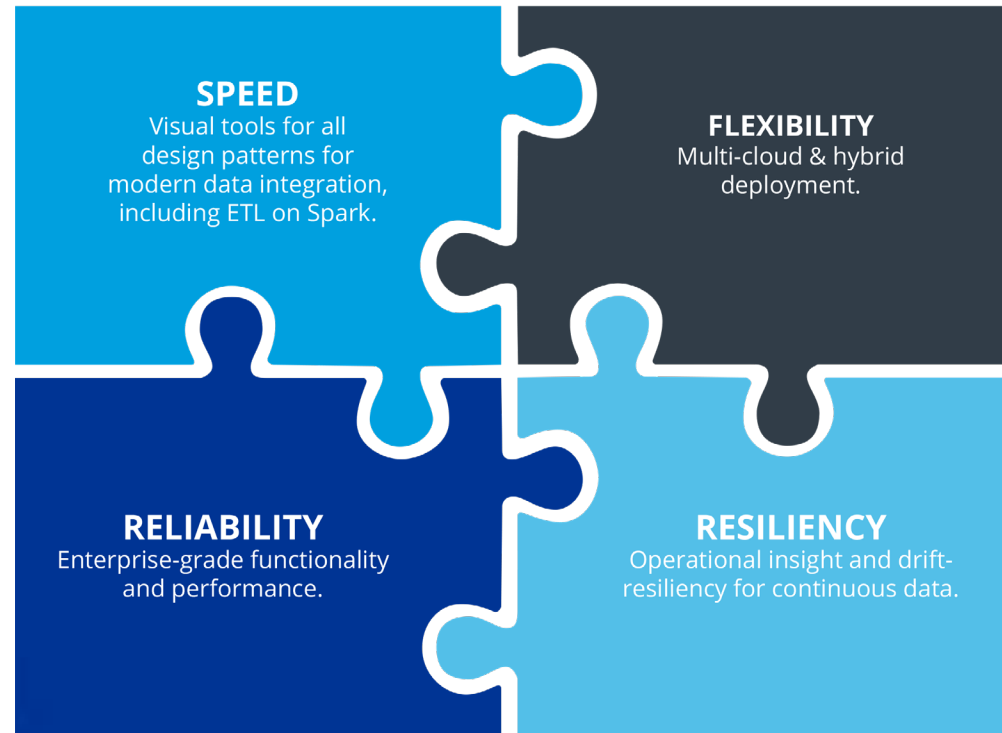 SPEED
Visual tools for all
design patterns for
modern data integration,
including ETL on Spark.
FLEXIBILITY
Multi-cloud & hybrid
deployment.
RELIABILITY
Enterprise-grade functionality
and performance.
RESILIENCY
Operational insight and drift-
resiliency for continuous data.